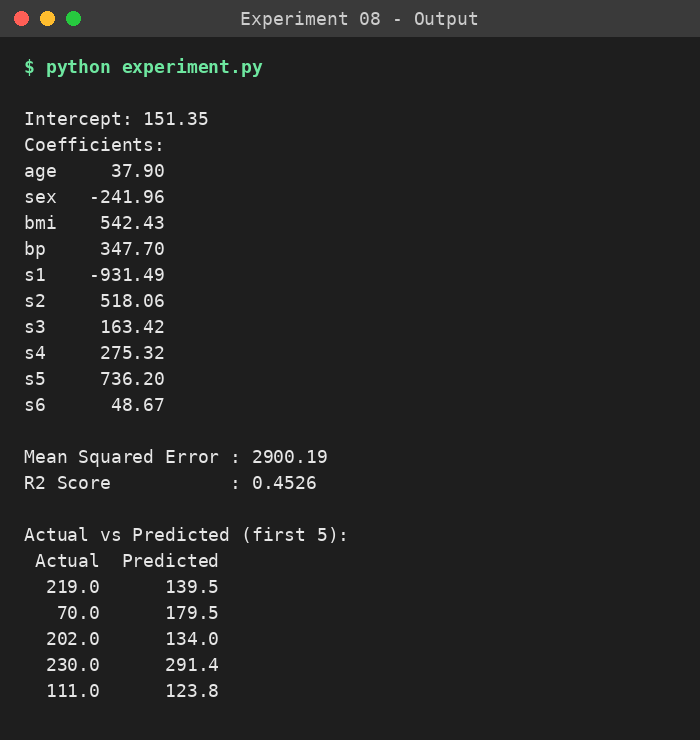 Experiment 08 - Output
$ python experiment.py
Intercept: 151.35
Coefficients:
age     37.90
sex   -241.96
bmi    542.43
bp     347.70
s1    -931.49
s2     518.06
s3     163.42
s4     275.32
s5     736.20
s6      48.67
Mean Squared Error : 2900.19
R2 Score           : 0.4526
Actual vs Predicted (first 5):
 Actual  Predicted
  219.0      139.5
   70.0      179.5
  202.0      134.0
  230.0      291.4
  111.0      123.8